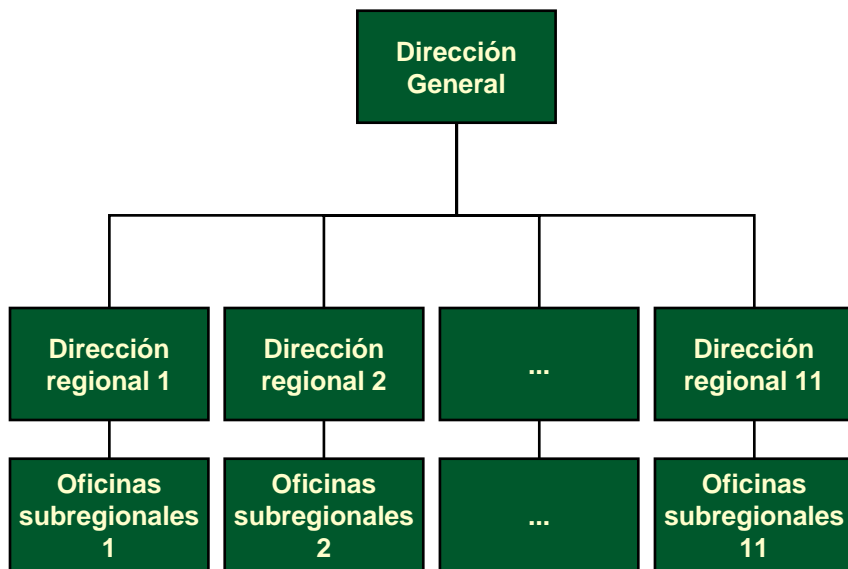 Dirección
General
Dirección
regional 1
Dirección
regional 2
...
Dirección
regional 11
Oficinas
subregionales
1
Oficinas
subregionales
2
...
Oficinas
subregionales
11